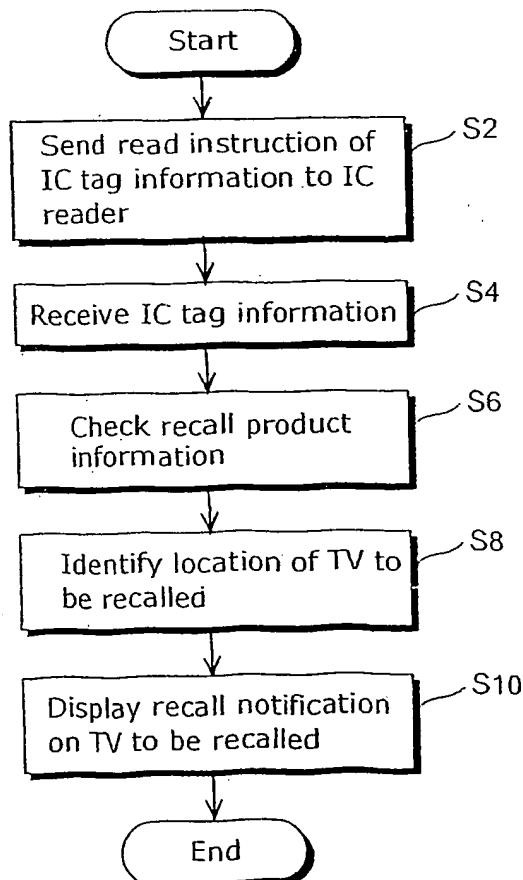 Start
Send read instruction of
IC tag information to IC
reader
S2
Receive IC tag information
S4
Check recall product
information
S6
Identify location of TV to
be recalled
S8
Display recall notification
on TV to be recalled
S10
End